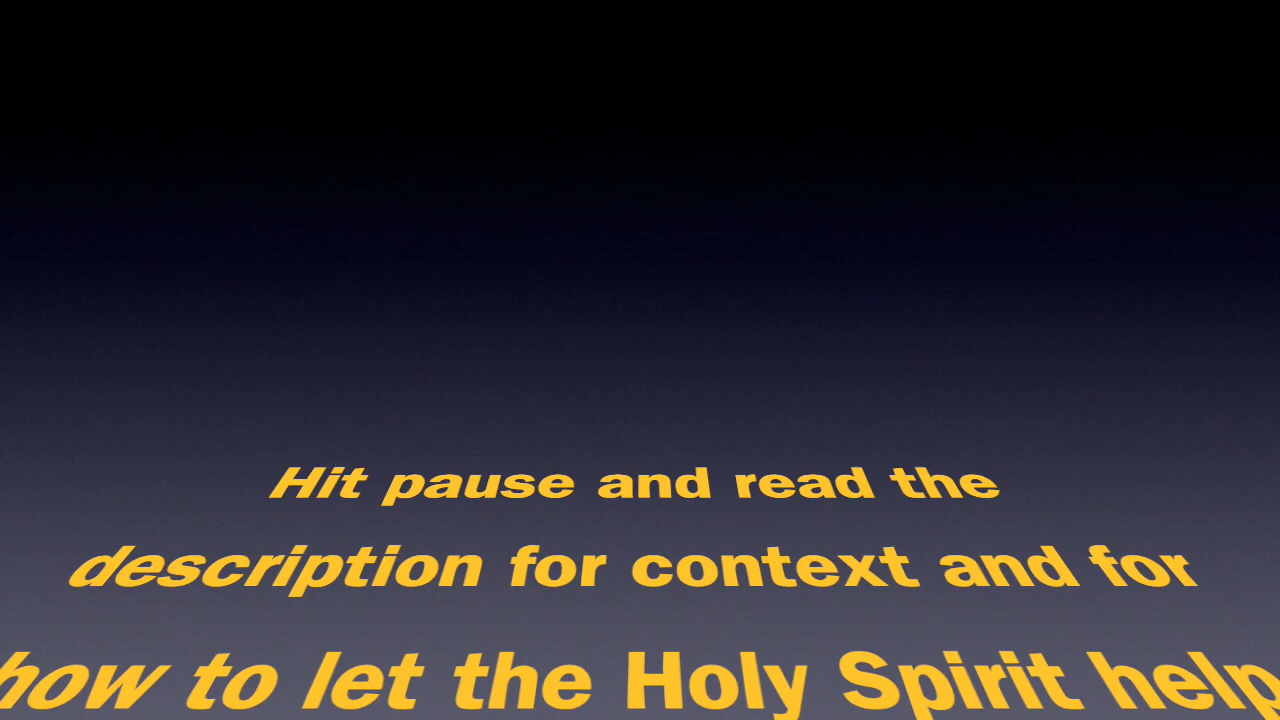 Hit pause and read the
description for context and for
how to let the Holy Spirit help